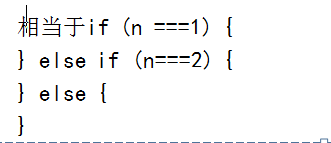 相当于if (n ===1) {
} else if (n===2) {
} else {
}